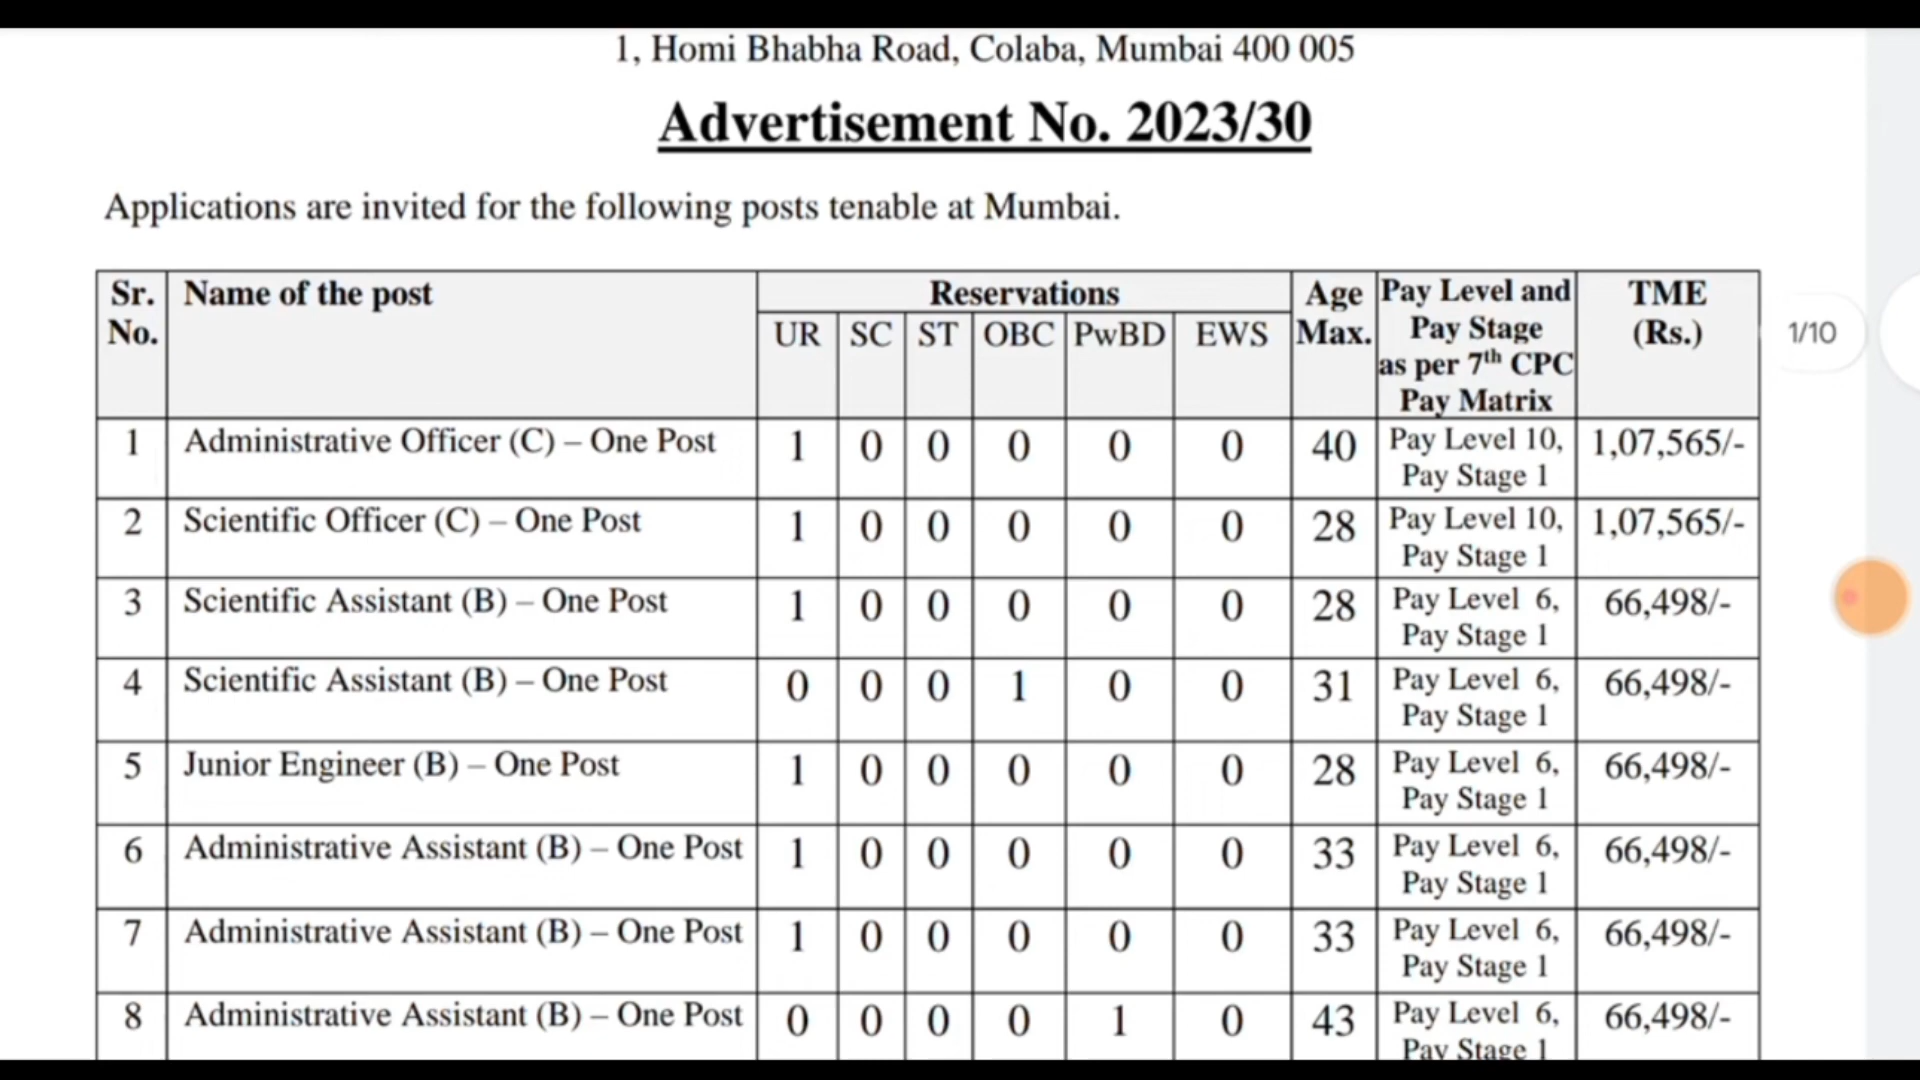 1, Homi Bhabha Road, Colaba, Mumbai 400 005
Advertisement No. 2023/30
Applications are invited for the following posts tenable at Mumbai.
Sr. No. Name of the post Reservations Age Max. Pay Level and Pay Stage as per 7th CPC Pay Matrix TME (Rs.)
UR SC ST OBC PwBD EWS
1/10
1 Administrative Officer (C) – One Post 1 0 0 0 0 0 40 Pay Level 10, Pay Stage 1 1,07,565/-
2 Scientific Officer (C) – One Post 1 0 0 0 0 0 28 Pay Level 10, Pay Stage 1 1,07,565/-
3 Scientific Assistant (B) – One Post 1 0 0 0 0 0 28 Pay Level 6, Pay Stage 1 66,498/-
4 Scientific Assistant (B) – One Post 0 0 0 1 0 0 31 Pay Level 6, Pay Stage 1 66,498/-
5 Junior Engineer (B) – One Post 1 0 0 0 0 0 28 Pay Level 6, Pay Stage 1 66,498/-
6 Administrative Assistant (B) – One Post 1 0 0 0 0 0 33 Pay Level 6, Pay Stage 1 66,498/-
7 Administrative Assistant (B) – One Post 1 0 0 0 0 0 33 Pay Level 6, Pay Stage 1 66,498/-
8 Administrative Assistant (B) – One Post 0 0 0 0 1 0 43 Pay Level 6, Pay Stage 1 66,498/-